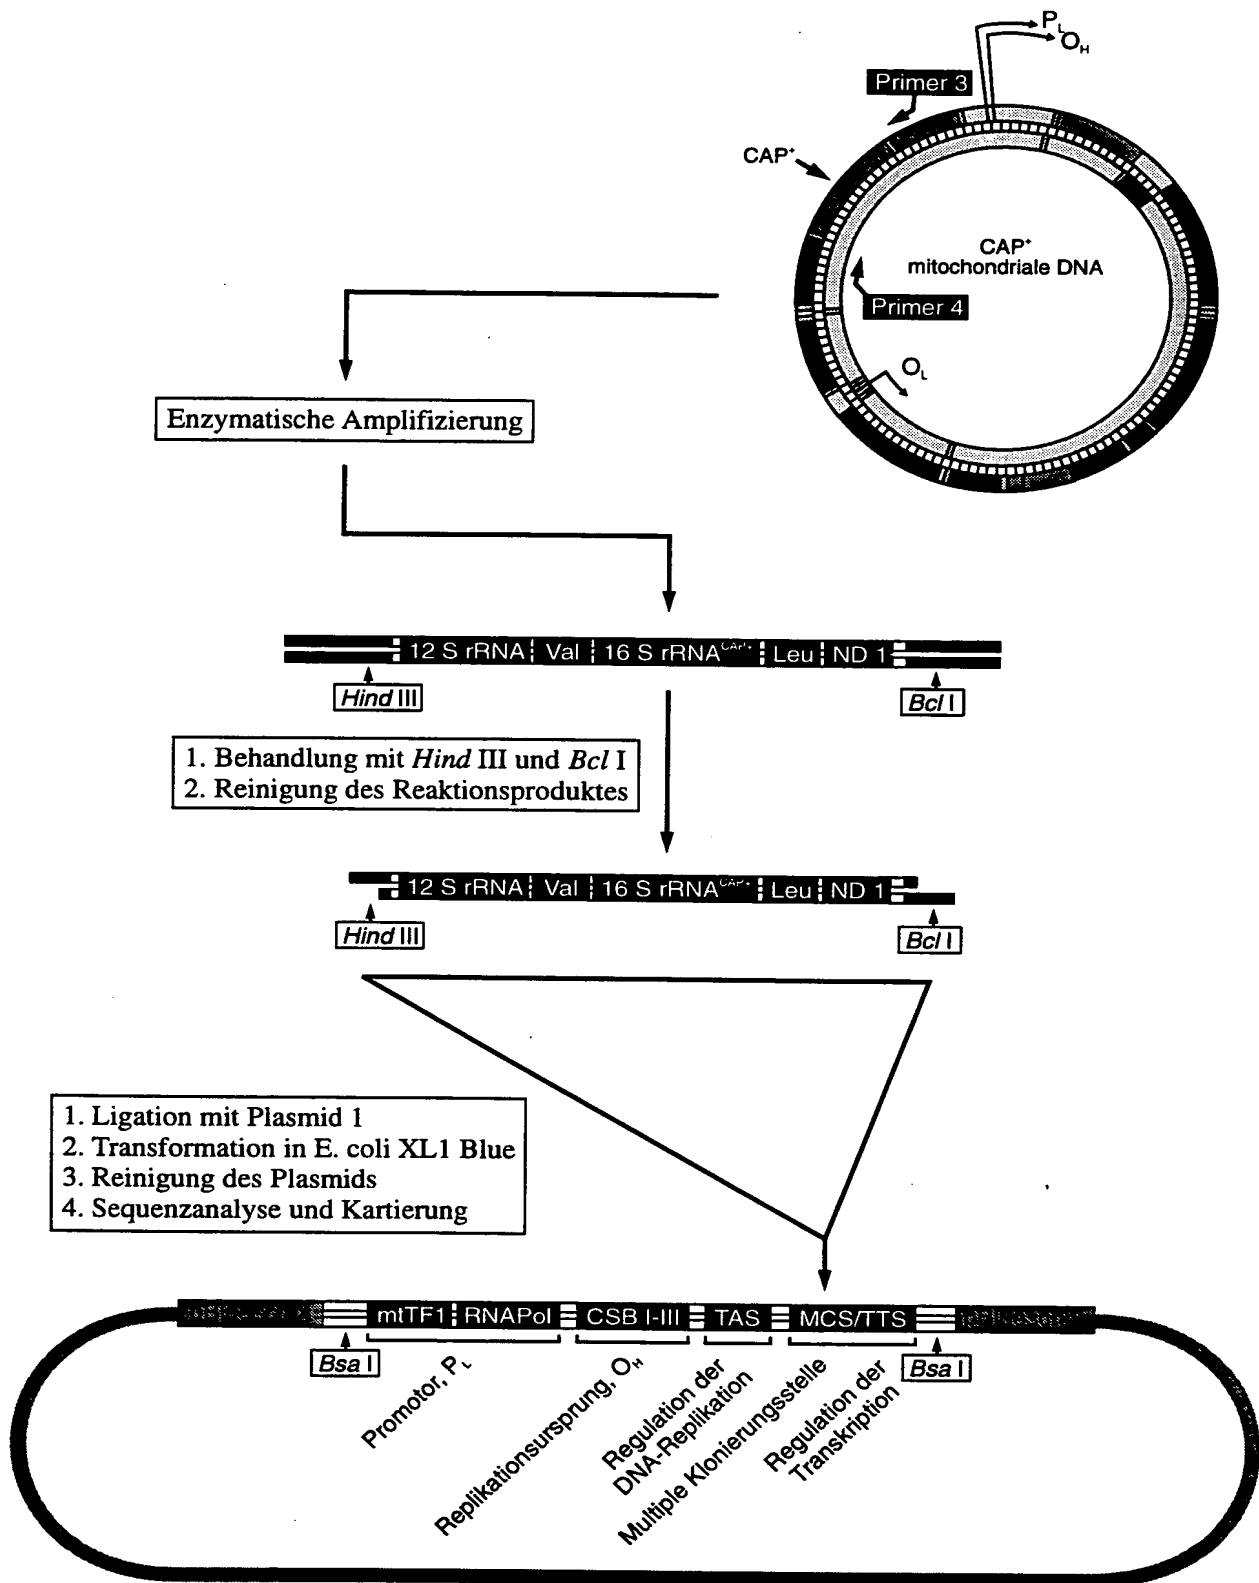 P_L
O_H
Primer 3
CAP⁺
CAP⁺
mitochondriale DNA
Primer 4
O_L
Enzymatische Amplifizierung
12 S rRNA Val 16 S rRNA^CAP+ Leu ND 1
Hind III
Bcl I
1. Behandlung mit Hind III und Bcl I
2. Reinigung des Reaktionsproduktes
12 S rRNA Val 16 S rRNA^CAP+ Leu ND 1
Hind III
Bcl I
1. Ligation mit Plasmid 1
2. Transformation in E. coli XL1 Blue
3. Reinigung des Plasmids
4. Sequenzanalyse und Kartierung
mtTF1 RNAPol CSB I-III TAS MCS/TTS
Bsa I
Promotor, P_L
Replikationsursprung, O_H
Regulation der
DNA-Replikation
Multiple Klonierungsstelle
Regulation der
Transkription
Bsa I